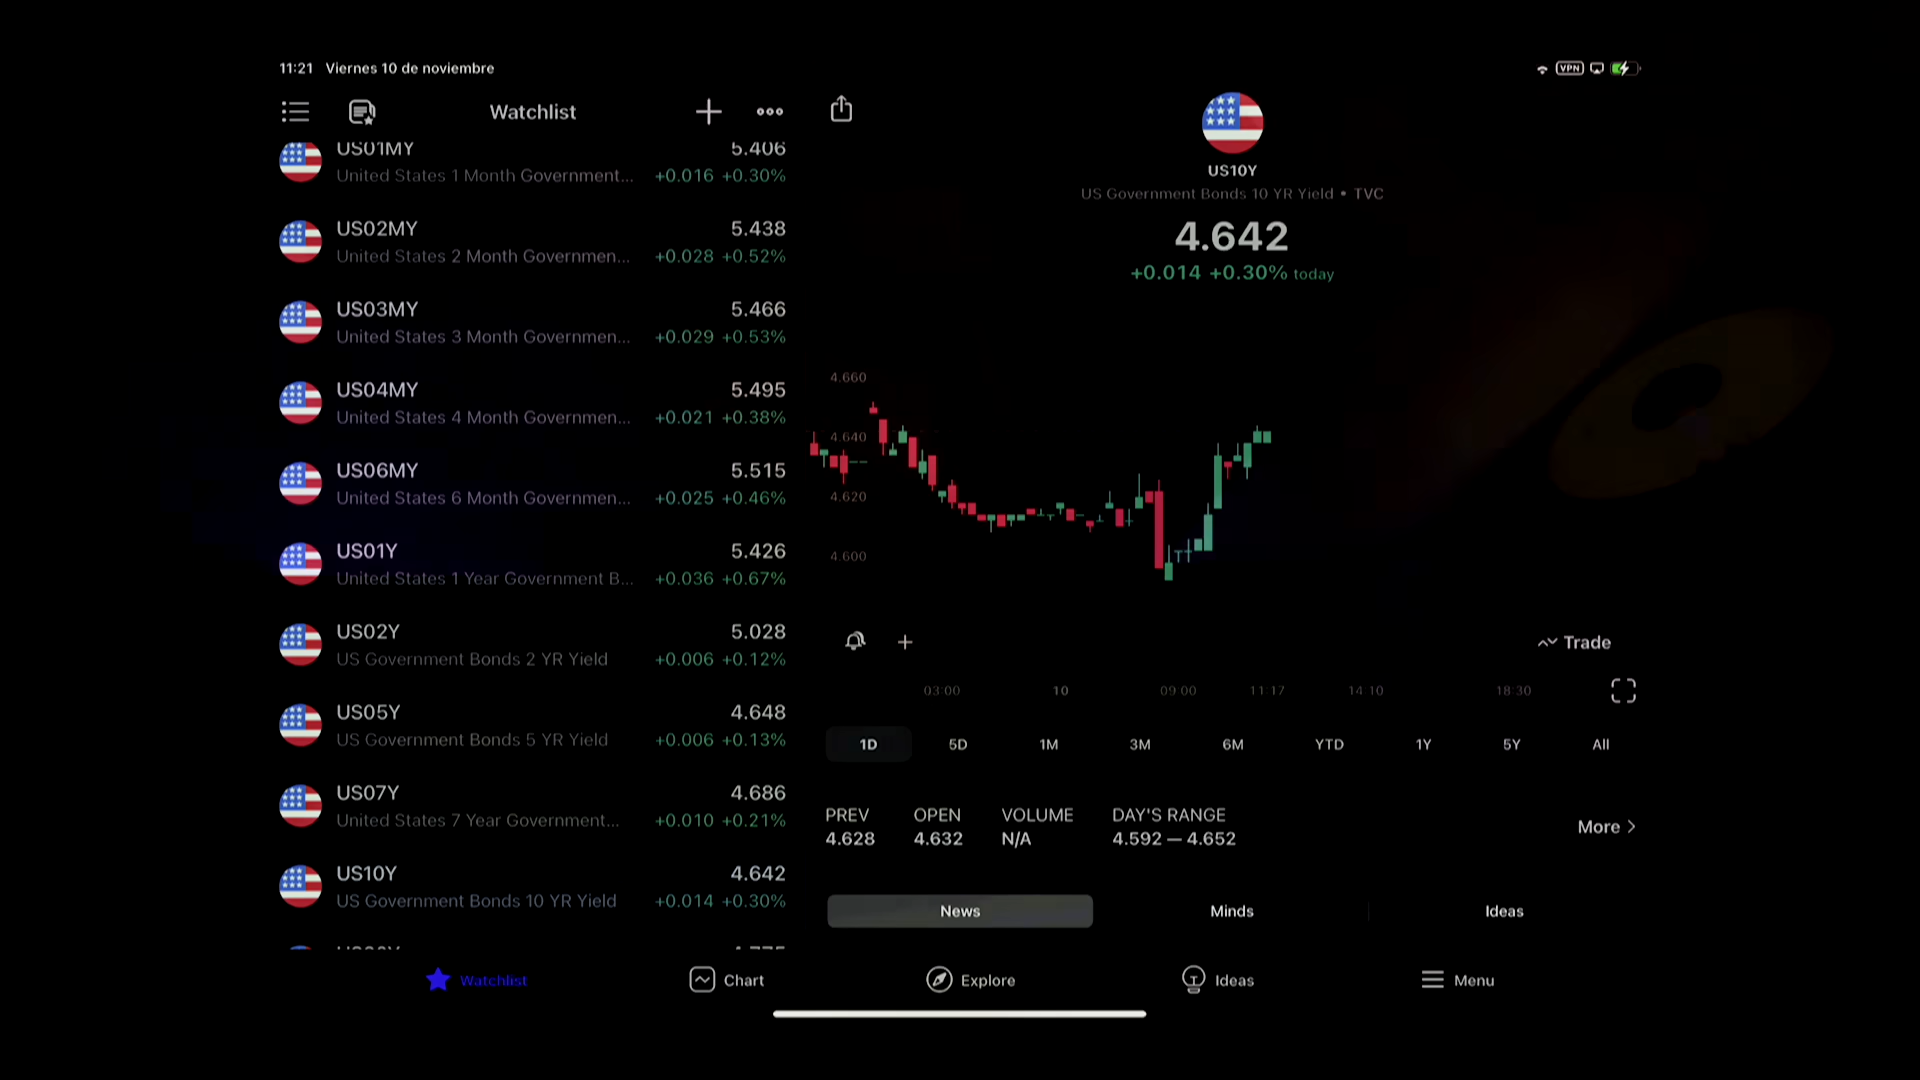 11:21 Viernes 10 de noviembre
VPN
Watchlist
US01MY 5.406
United States 1 Month Government... +0.016 +0.30%
US02MY 5.438
United States 2 Month Governmen... +0.028 +0.52%
US03MY 5.466
United States 3 Month Governmen... +0.029 +0.53%
US04MY 5.495
United States 4 Month Governmen... +0.021 +0.38%
US06MY 5.515
United States 6 Month Governmen... +0.025 +0.46%
US01Y 5.426
United States 1 Year Government B... +0.036 +0.67%
US02Y 5.028
US Government Bonds 2 YR Yield +0.006 +0.12%
US05Y 4.648
US Government Bonds 5 YR Yield +0.006 +0.13%
US07Y 4.686
United States 7 Year Government... +0.010 +0.21%
US10Y 4.642
US Government Bonds 10 YR Yield +0.014 +0.30%
US10Y
US Government Bonds 10 YR Yield • TVC
4.642
+0.014 +0.30% today
4.660
4.640
4.620
4.600
Trade
03:00 10 09:00 11:17 14:10 18:30
1D 5D 1M 3M 6M YTD 1Y 5Y All
PREV OPEN VOLUME DAY'S RANGE
4.628 4.632 N/A 4.592 — 4.652
More
News Minds Ideas
Watchlist Chart Explore Ideas Menu